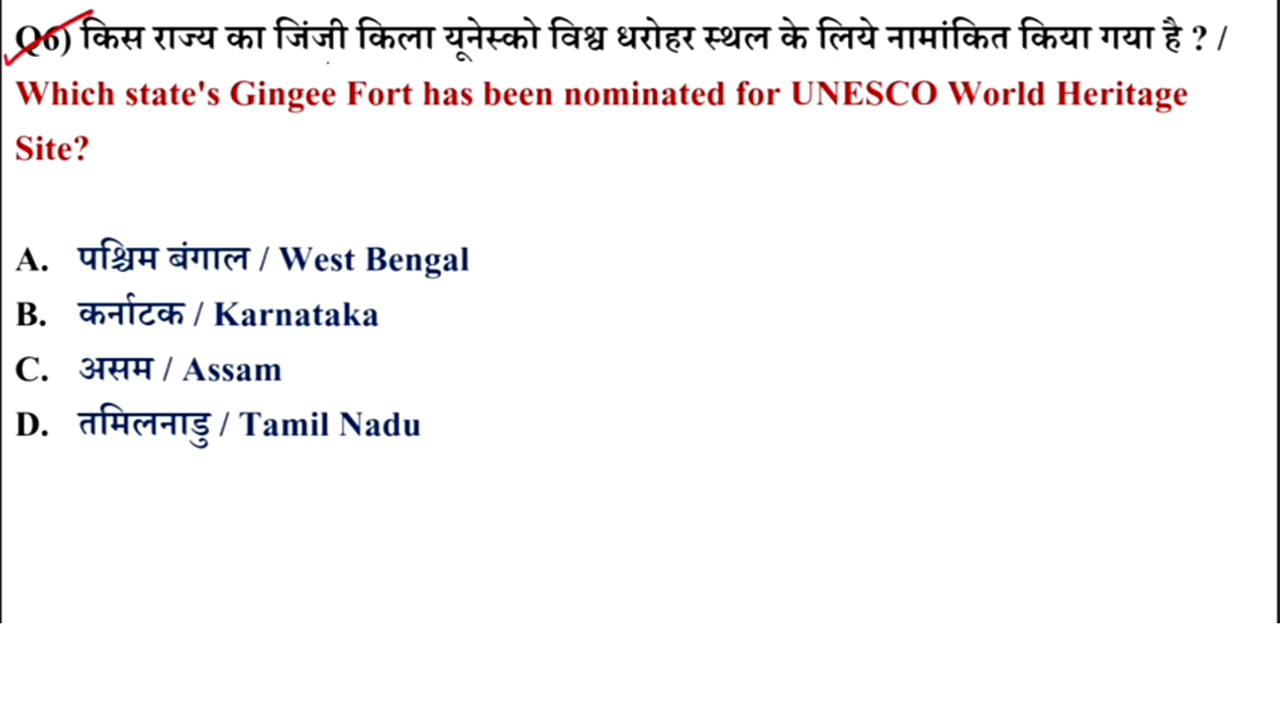 Q6) किस राज्य का जिंजी किला यूनेस्को विश्व धरोहर स्थल के लिये नामांकित किया गया है ? /
Which state's Gingee Fort has been nominated for UNESCO World Heritage
Site?
A. पश्चिम बंगाल / West Bengal
B. कर्नाटक / Karnataka
C. असम / Assam
D. तमिलनाडु / Tamil Nadu